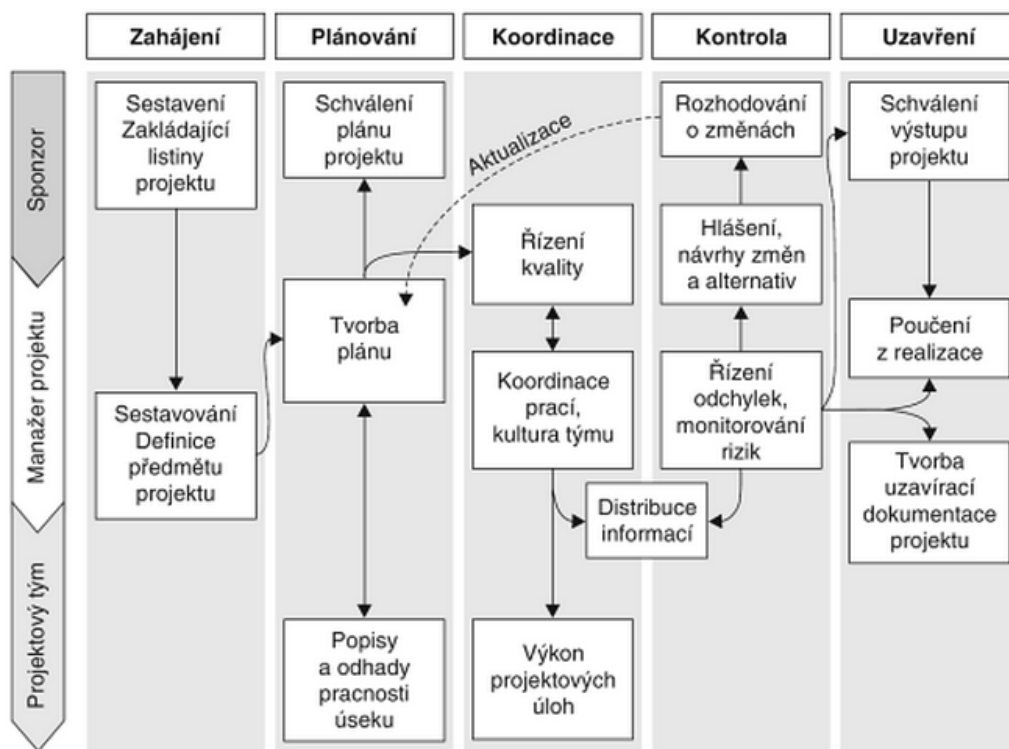 Zahájení
Plánování
Koordinace
Kontrola
Uzavření
Sponzor
Manažer projektu
Projektový tým
Sestavení
Zakládající
listiny
projektu
Sestavování
Definice
předmětu
projektu
Schválení
plánu
projektu
Tvorba
plánu
Popisy
a odhady
pracnosti
úseku
Aktualizace
Řízení
kvality
Koordinace
prací,
kultura týmu
Distribuce
informací
Výkon
projektových
úloh
Rozhodování
o změnách
Hlášení,
návrhy změn
a alternativ
Řízení
odchylek,
monitorování
rizik
Schválení
výstupu
projektu
Poučení
z realizace
Tvorba
uzavírací
dokumentace
projektu